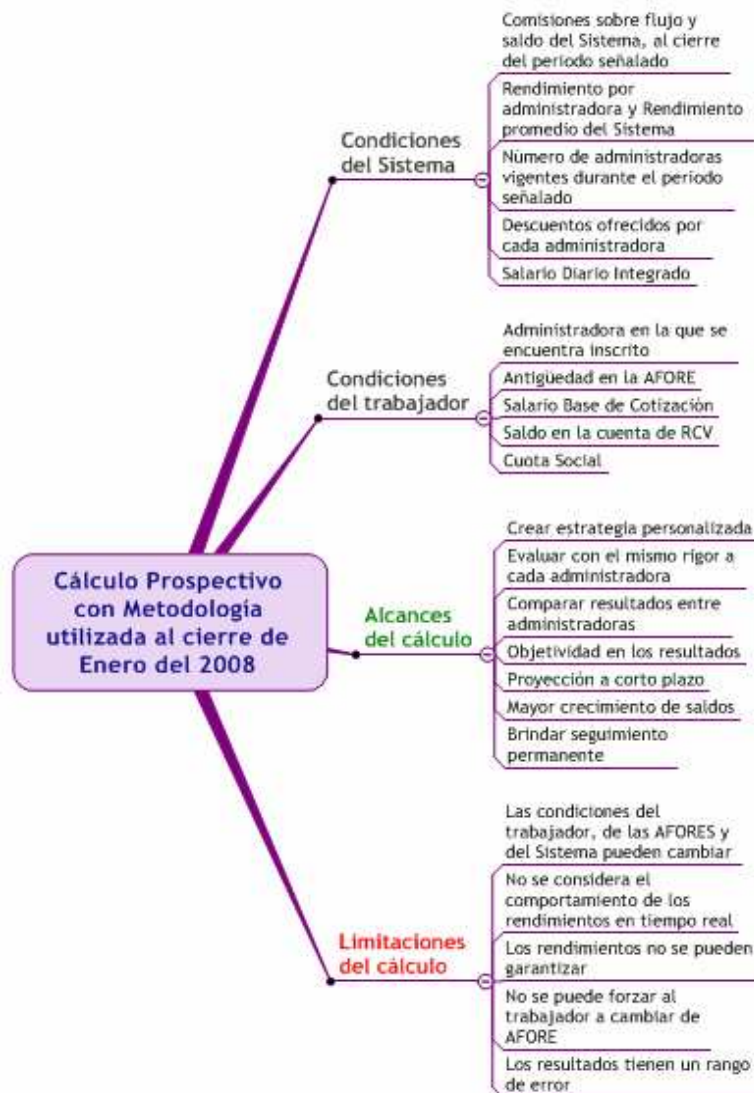 Comisiones sobre flujo y
saldo del Sistema, al cierre
del periodo señalado
Rendimiento por
administradora y Rendimiento
promedio del Sistema
Condiciones
del Sistema
Número de administradoras
vigentes durante el periodo
señalado
Descuentos ofrecidos por
cada administradora
Salario Diario Integrado
Administradora en la que se
encuentra inscrito
Condiciones
del trabajador
Antigüedad en la AFORE
Salario Base de Cotización
Saldo en la cuenta de RCV
Cuota Social
Cálculo Prospectivo
con Metodología
utilizada al cierre de
Enero del 2008
Crear estrategia personalizada
Evaluar con el mismo rigor a
cada administradora
Alcances
del cálculo
Comparar resultados entre
administradoras
Objetividad en los resultados
Proyección a corto plazo
Mayor crecimiento de saldos
Brindar seguimiento
permanente
Las condiciones del
trabajador, de las AFORES y
del Sistema pueden cambiar
No se considera el
comportamiento de los
rendimientos en tiempo real
Limitaciones
del cálculo
Los rendimientos no se pueden
garantizar
No se puede forzar al
trabajador a cambiar de
AFORE
Los resultados tienen un rango
de error